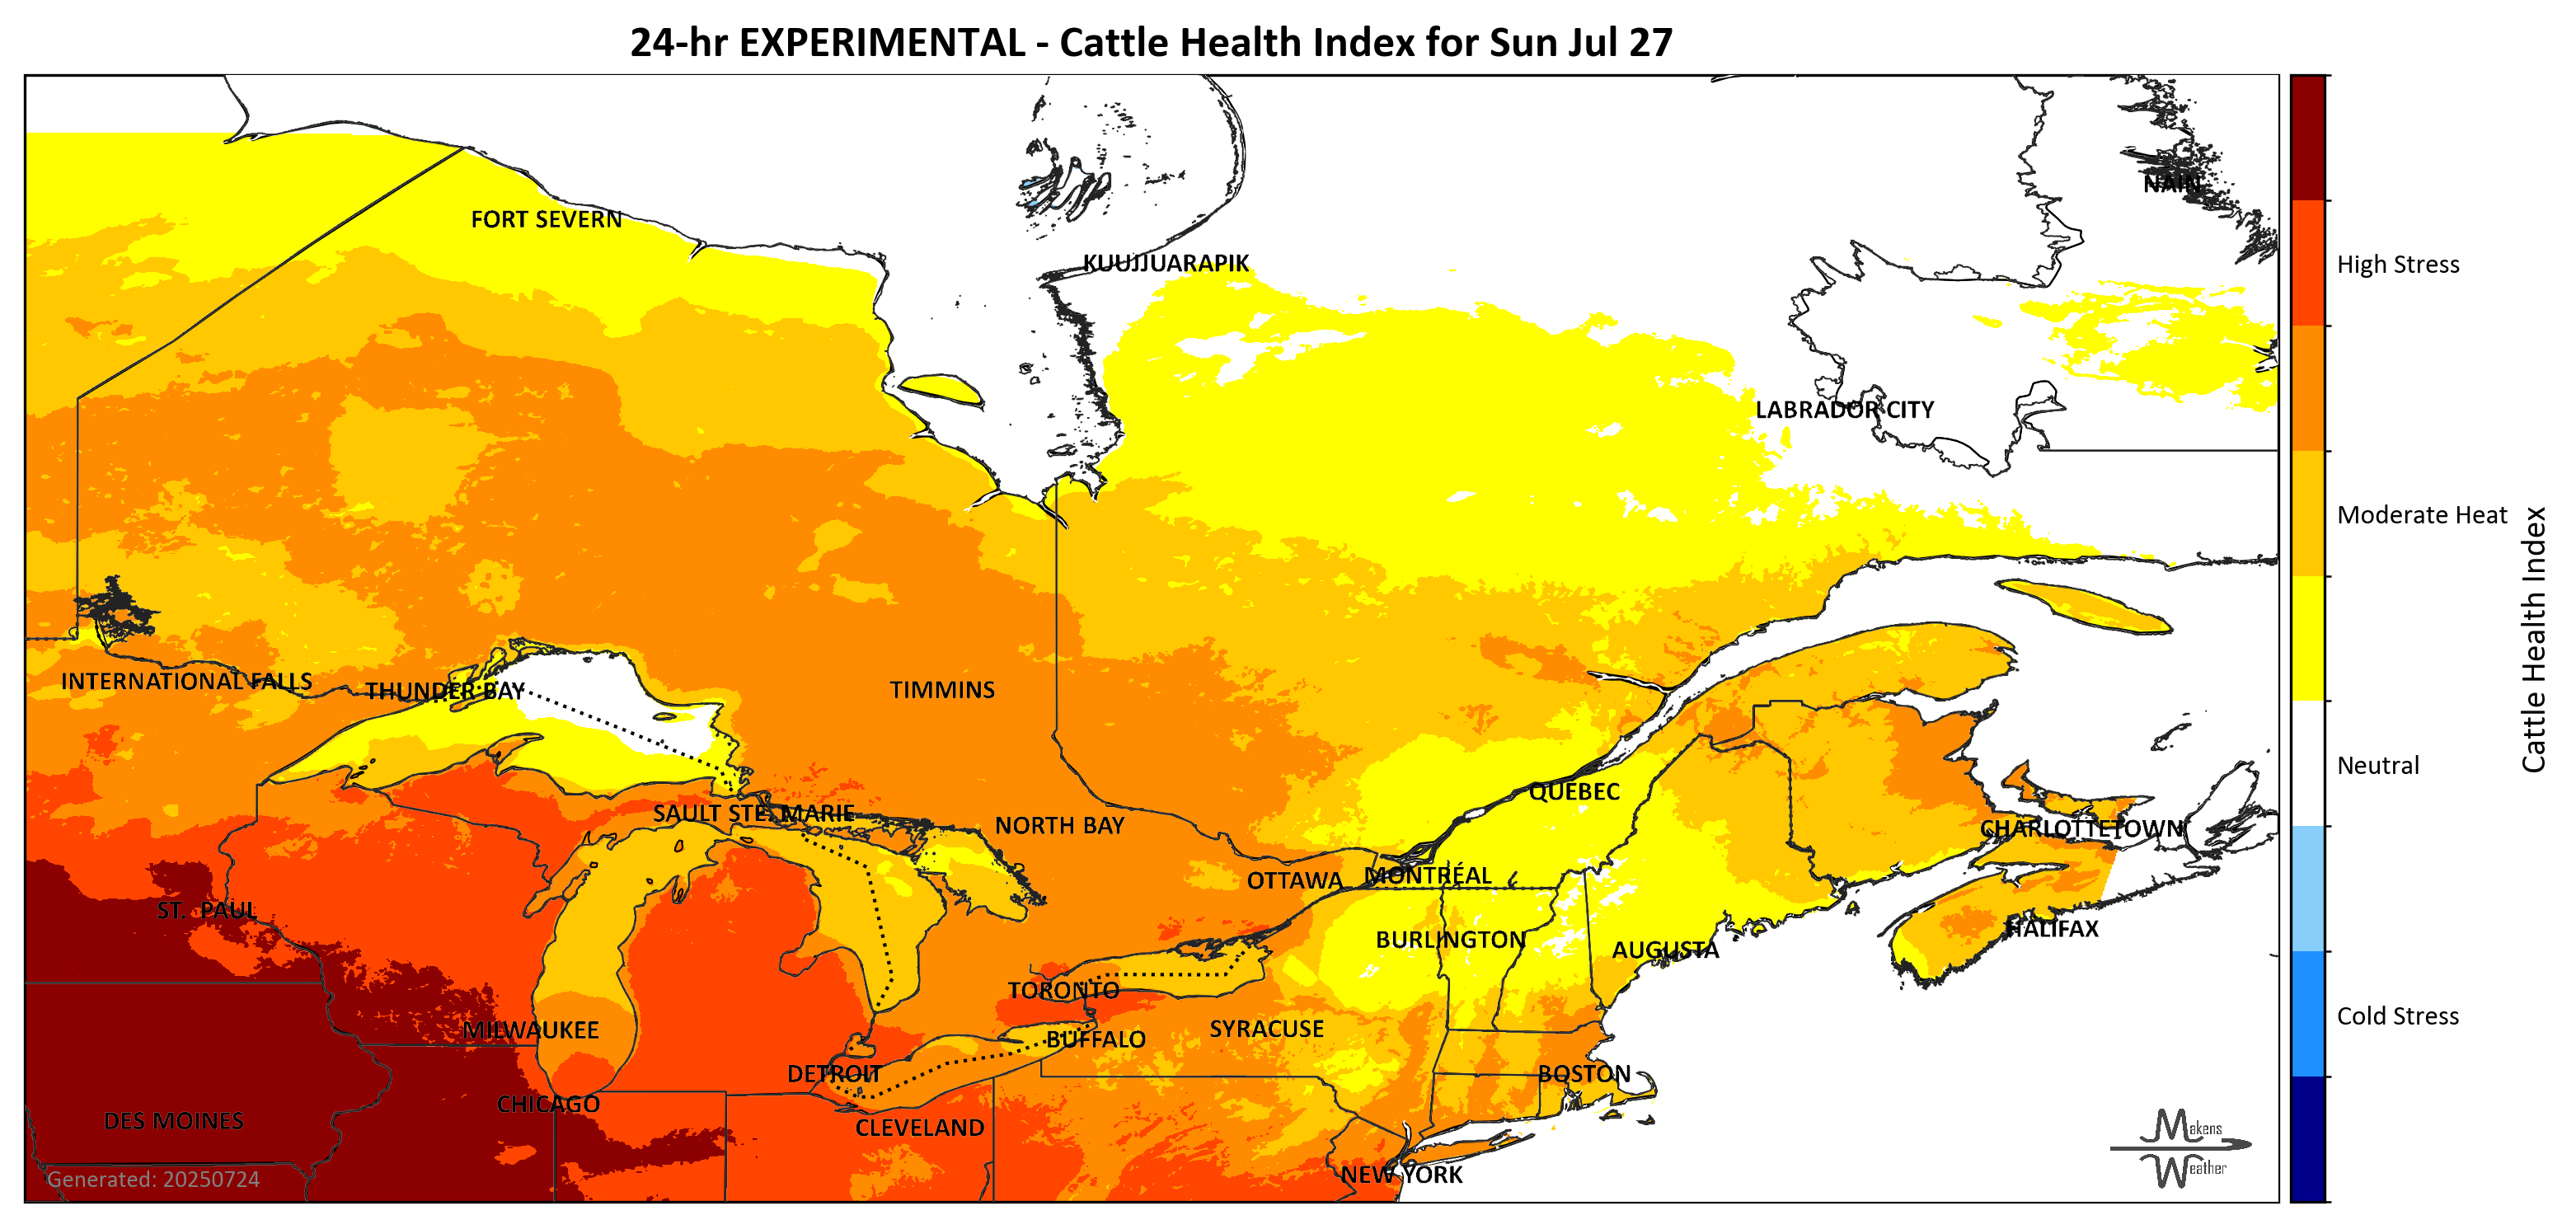 24-hr EXPERIMENTAL - Cattle Health Index for Sun Jul 27
NAIN
FORT SEVERN
KUUJJUARAPIK
High Stress
LABRADOR CITY
Moderate Heat
Cattle Health Index
INTERNATIONAL FALLS
THUNDER BAY
TIMMINS
Neutral
QUEBEC
SAULT STE. MARIE
NORTH BAY
CHARLOTTETOWN
OTTAWA
MONTRÉAL
ST. PAUL
HALIFAX
BURLINGTON
AUGUSTA
TORONTO
Cold Stress
MILWAUKEE
SYRACUSE
BUFFALO
DETROIT
BOSTON
CHICAGO
DES MOINES
CLEVELAND
Makens
Weather
NEW YORK
Generated: 20250724